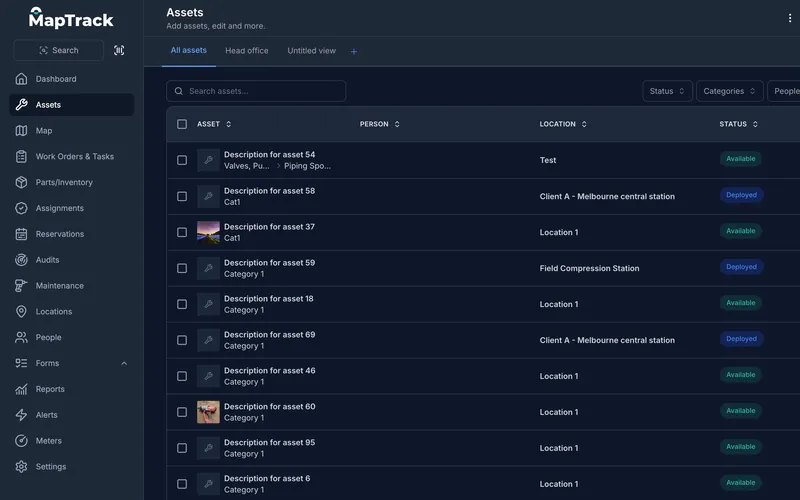 MapTrack
Search
Dashboard
Assets
Map
Work Orders & Tasks
Parts/Inventory
Assignments
Reservations
Audits
Maintenance
Locations
People
Forms
Reports
Alerts
Meters
Settings
Assets
Add assets, edit and more.
All assets
Head office
Untitled view
+
Search assets...
Status
Categories
People
ASSET
PERSON
LOCATION
STATUS
Description for asset 54
Valves, Pu... > Piping Spo...
Test
Available
Description for asset 58
Cat1
Client A - Melbourne central station
Deployed
Description for asset 37
Cat1
Location 1
Available
Description for asset 59
Category 1
Field Compression Station
Deployed
Description for asset 18
Category 1
Location 1
Available
Description for asset 69
Category 1
Client A - Melbourne central station
Deployed
Description for asset 46
Category 1
Location 1
Available
Description for asset 60
Category 1
Location 1
Available
Description for asset 95
Category 1
Location 1
Available
Description for asset 6
Category 1
Location 1
Available